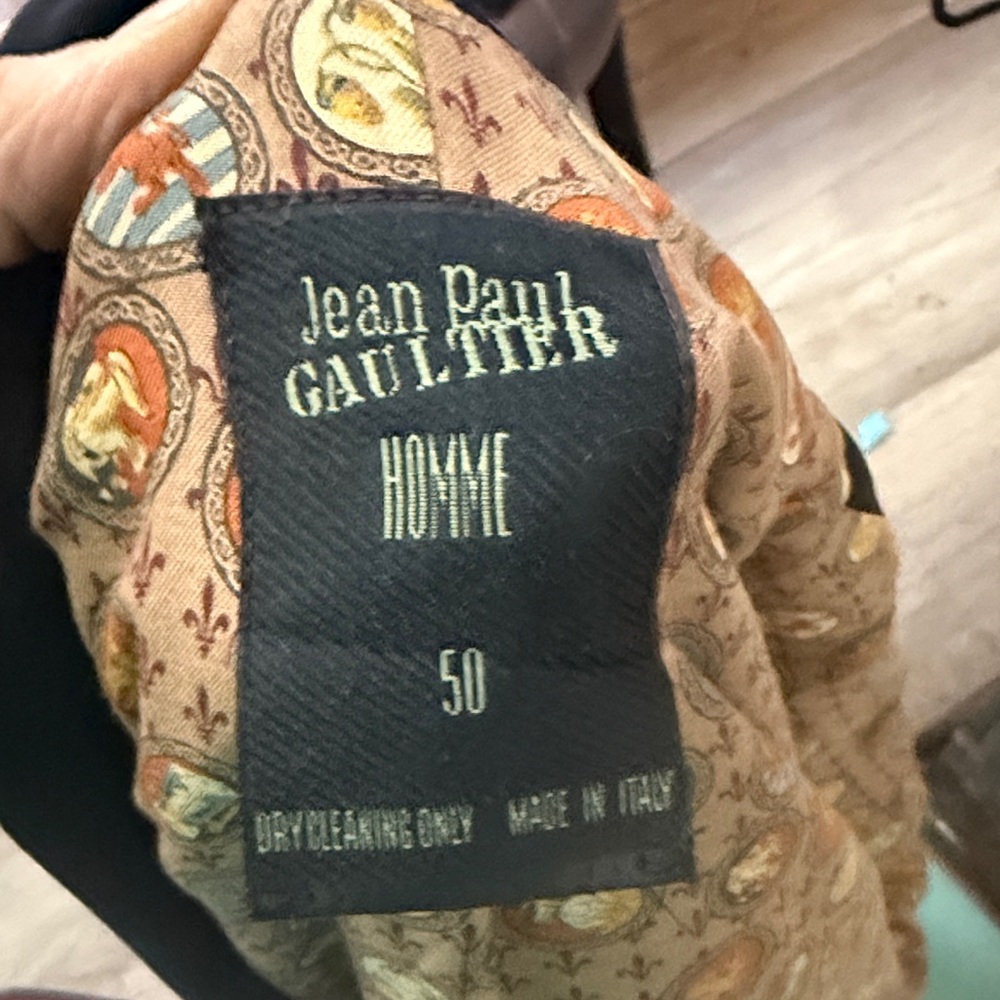 Jean Paul
GAULTIER
HOMME
50
DRYCLEANING ONLY MADE IN ITALY